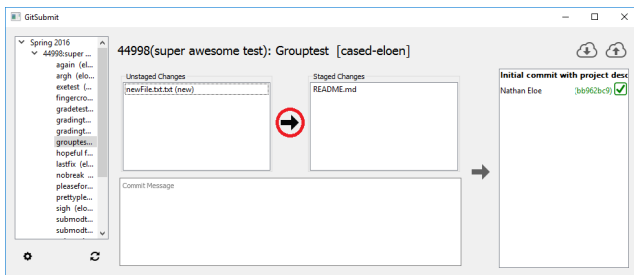 GitSubmit
Spring 2016
44998:super ...
again (el...
argh (elo...
exetest (...
fingercro...
gradetest...
gradingt...
gradingt...
grouptes...
hopeful f...
lastfix (el...
nobreak ...
pleasefor...
prettyple...
sigh (elo...
submodt...
submodt...
44998(super awesome test): Grouptest [cased-eloen]
Unstaged Changes
newFile.txt.txt (new)
Staged Changes
README.md
Commit Message
Initial commit with project desc
Nathan Eloe (bb962bc9)